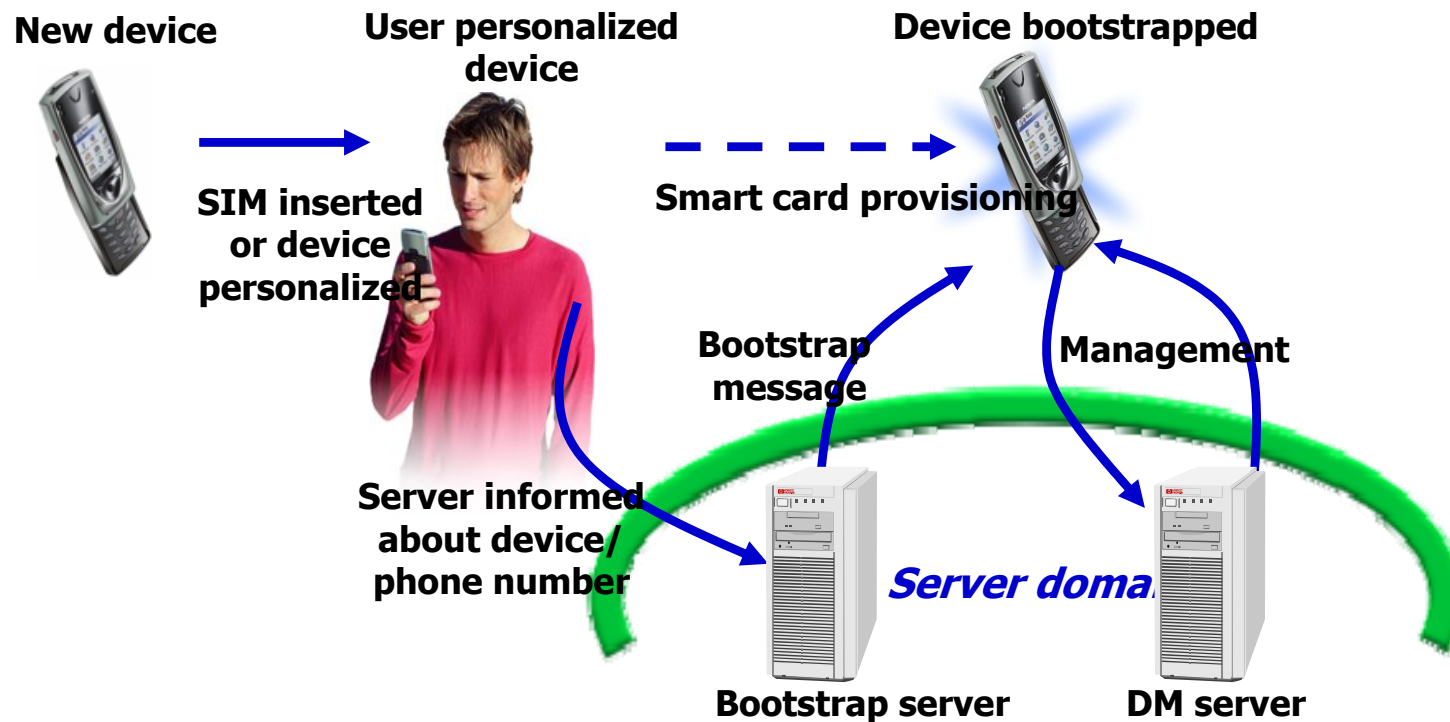 New device
User personalized
device
Device bootstrapped
SIM inserted
or device
personalized
Smart card provisioning
Bootstrap
message
Management
Server informed
about device/
phone number
Server
Bootstrap server
DM server